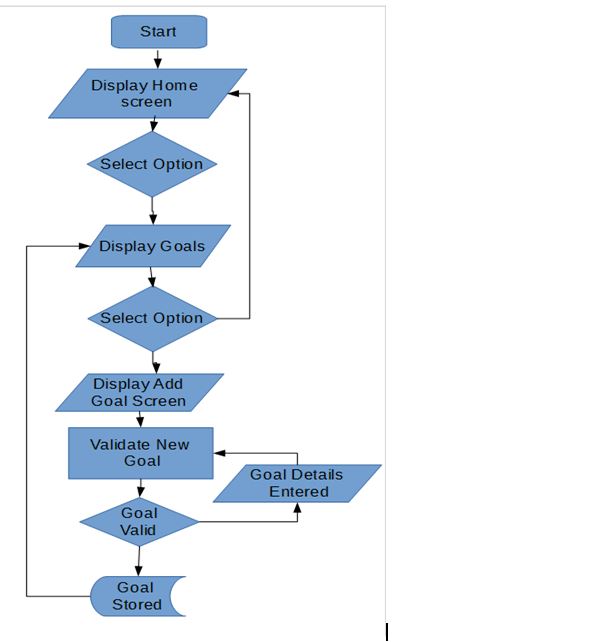 Start
Display Home
screen
Select Option
Display Goals
Select Option
Display Add
Goal Screen
Validate New
Goal
Goal Details
Entered
Goal
Valid
Goal
Stored